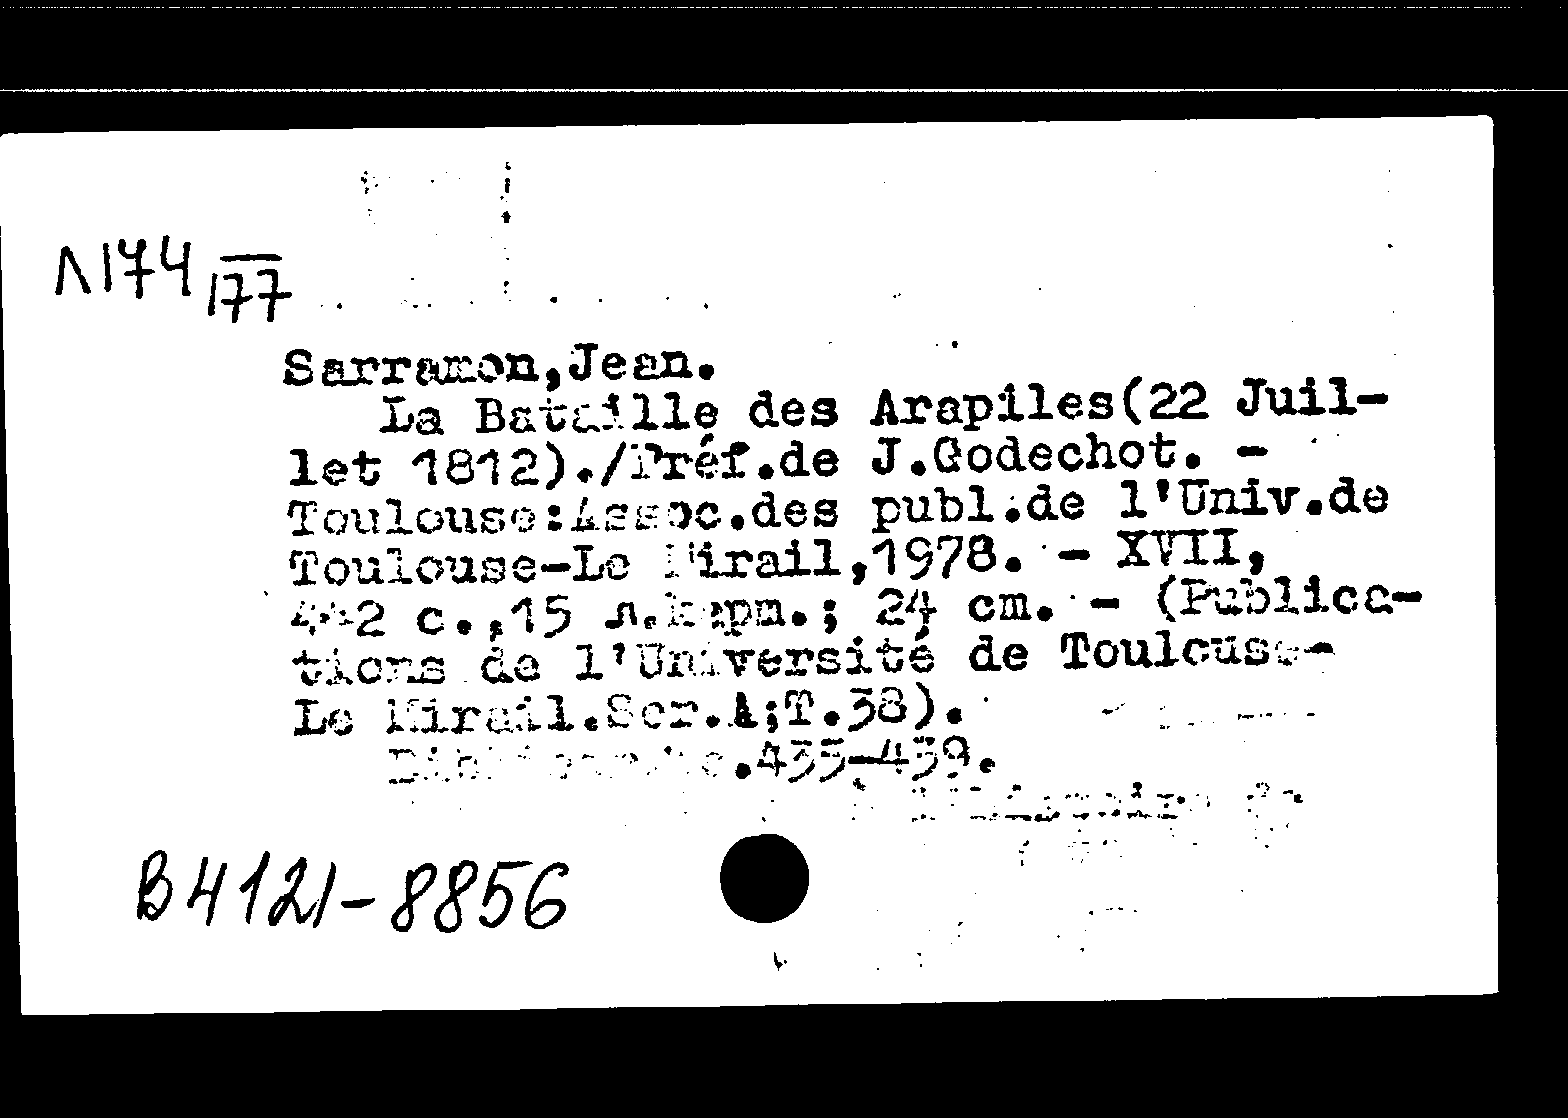 Л174/177
Sarramon,Jean.
La Bataille des Arapiles(22 Juil-
let 1812)./Préf.de J.Godechot. -
Toulouse:Assoc.des publ.de l'Univ.de
Toulouse-Le Mirail,1978. - XVII,
442 c.,15 л.карт.; 24 cm. - (Publica-
tions de l'Université de Toulouse-
Le Mirail.Ser.A;T.38).
.435-439.
B4121-8856